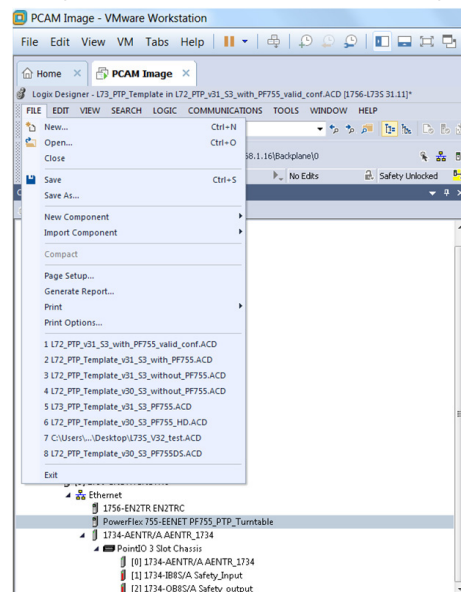 PCAM Image - VMware Workstation
File Edit View VM Tabs Help
Home × PCAM Image ×
Logix Designer - L73_PTP_Template in L72_PTP_v31_S3_with_PF755_valid_conf.ACD [1756-L73S 31.11]*
FILE EDIT VIEW SEARCH LOGIC COMMUNICATIONS TOOLS WINDOW HELP
New... Ctrl+N
Open... Ctrl+O
Close
68.1.16\Backplane\0
Save Ctrl+S
No Edits Safety Unlocked
Save As...
New Component
Import Component
Compact
Page Setup...
Generate Report...
Print
Print Options...
1 L72_PTP_v31_S3_with_PF755_valid_conf.ACD
2 L72_PTP_Template_v31_S3_with_PF755.ACD
3 L72_PTP_Template_v31_S3_without_PF755.ACD
4 L72_PTP_Template_v30_S3_without_PF755.ACD
5 L73_PTP_Template_v31_S3_PF755.ACD
6 L72_PTP_Template_v30_S3_PF755_HD.ACD
7 C:\Users\...\Desktop\L73S_V32_test.ACD
8 L72_PTP_Template_v30_S3_PF755DS.ACD
Exit
Ethernet
1756-EN2TR EN2TRC
PowerFlex 755-EENET PF755_PTP_Turntable
1734-AENTR/A AENTR_1734
PointIO 3 Slot Chassis
[0] 1734-AENTR/A AENTR_1734
[1] 1734-IB8S/A Safety_Input
[2] 1734-OB8S/A Safety_output